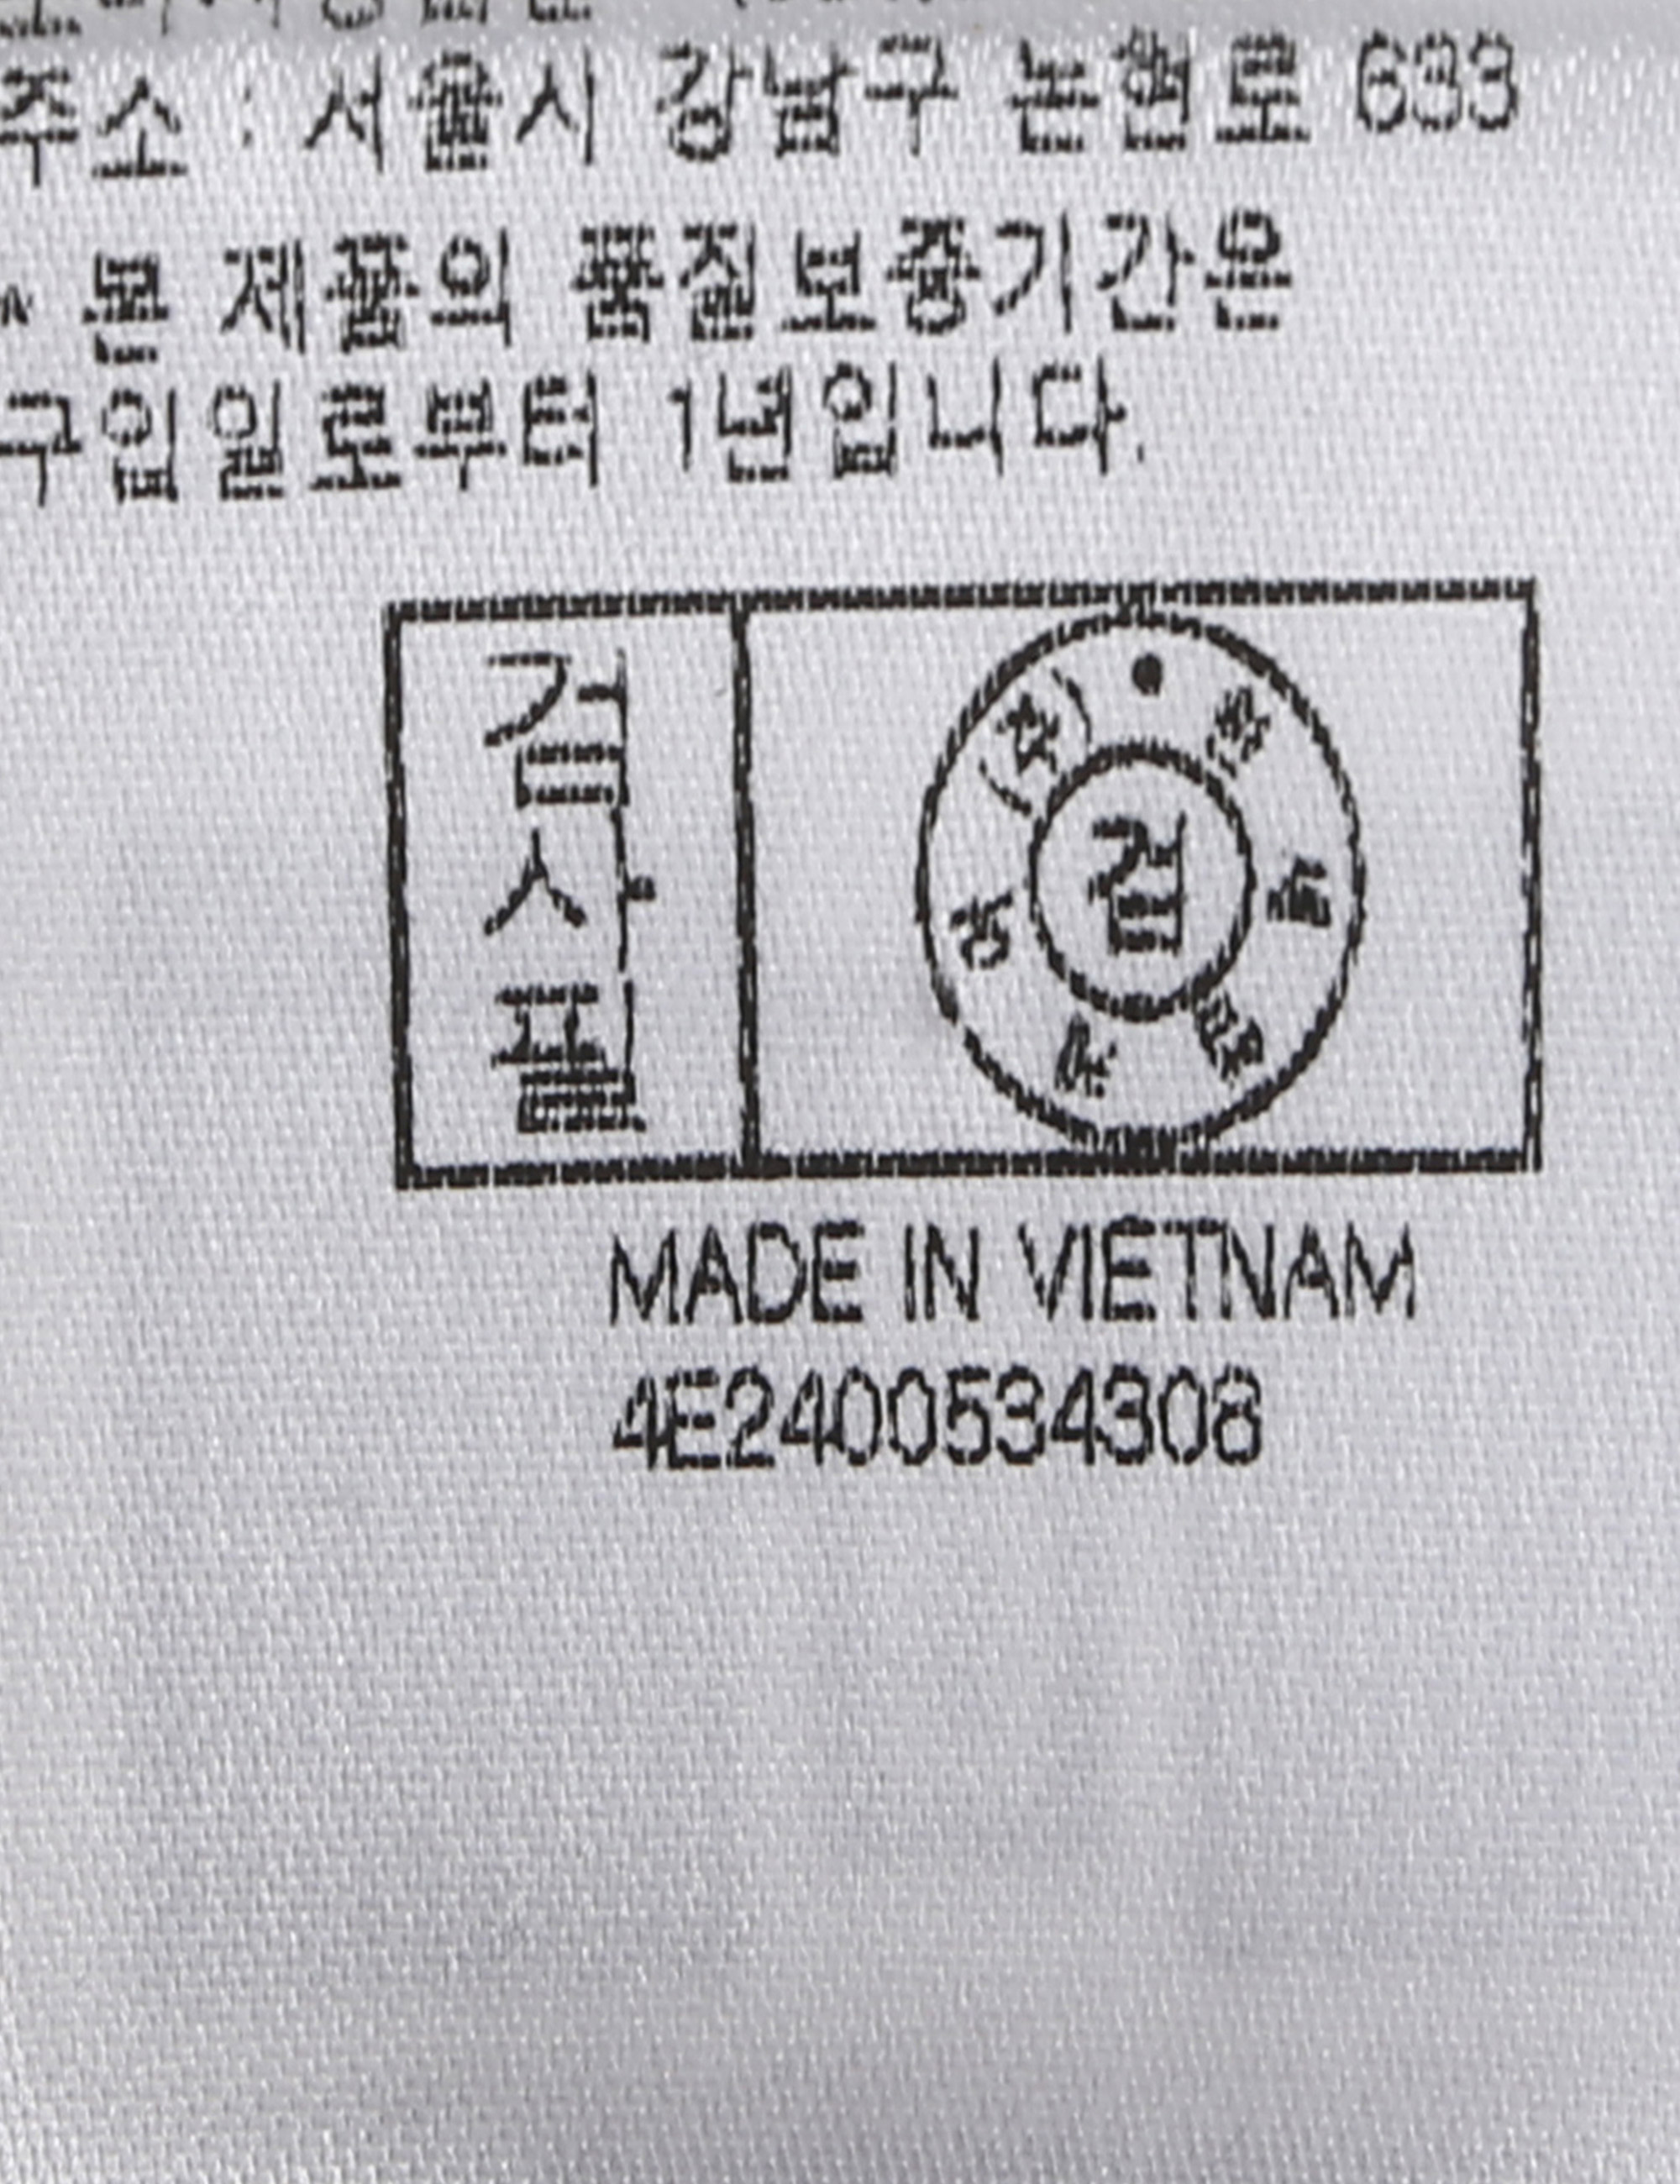 주소 : 서울시 강남구 논현로 633
* 본 제품의 품질보증기간은
구입일로부터 1년입니다.
검사필
검
MADE IN VIETNAM
4E2400534308